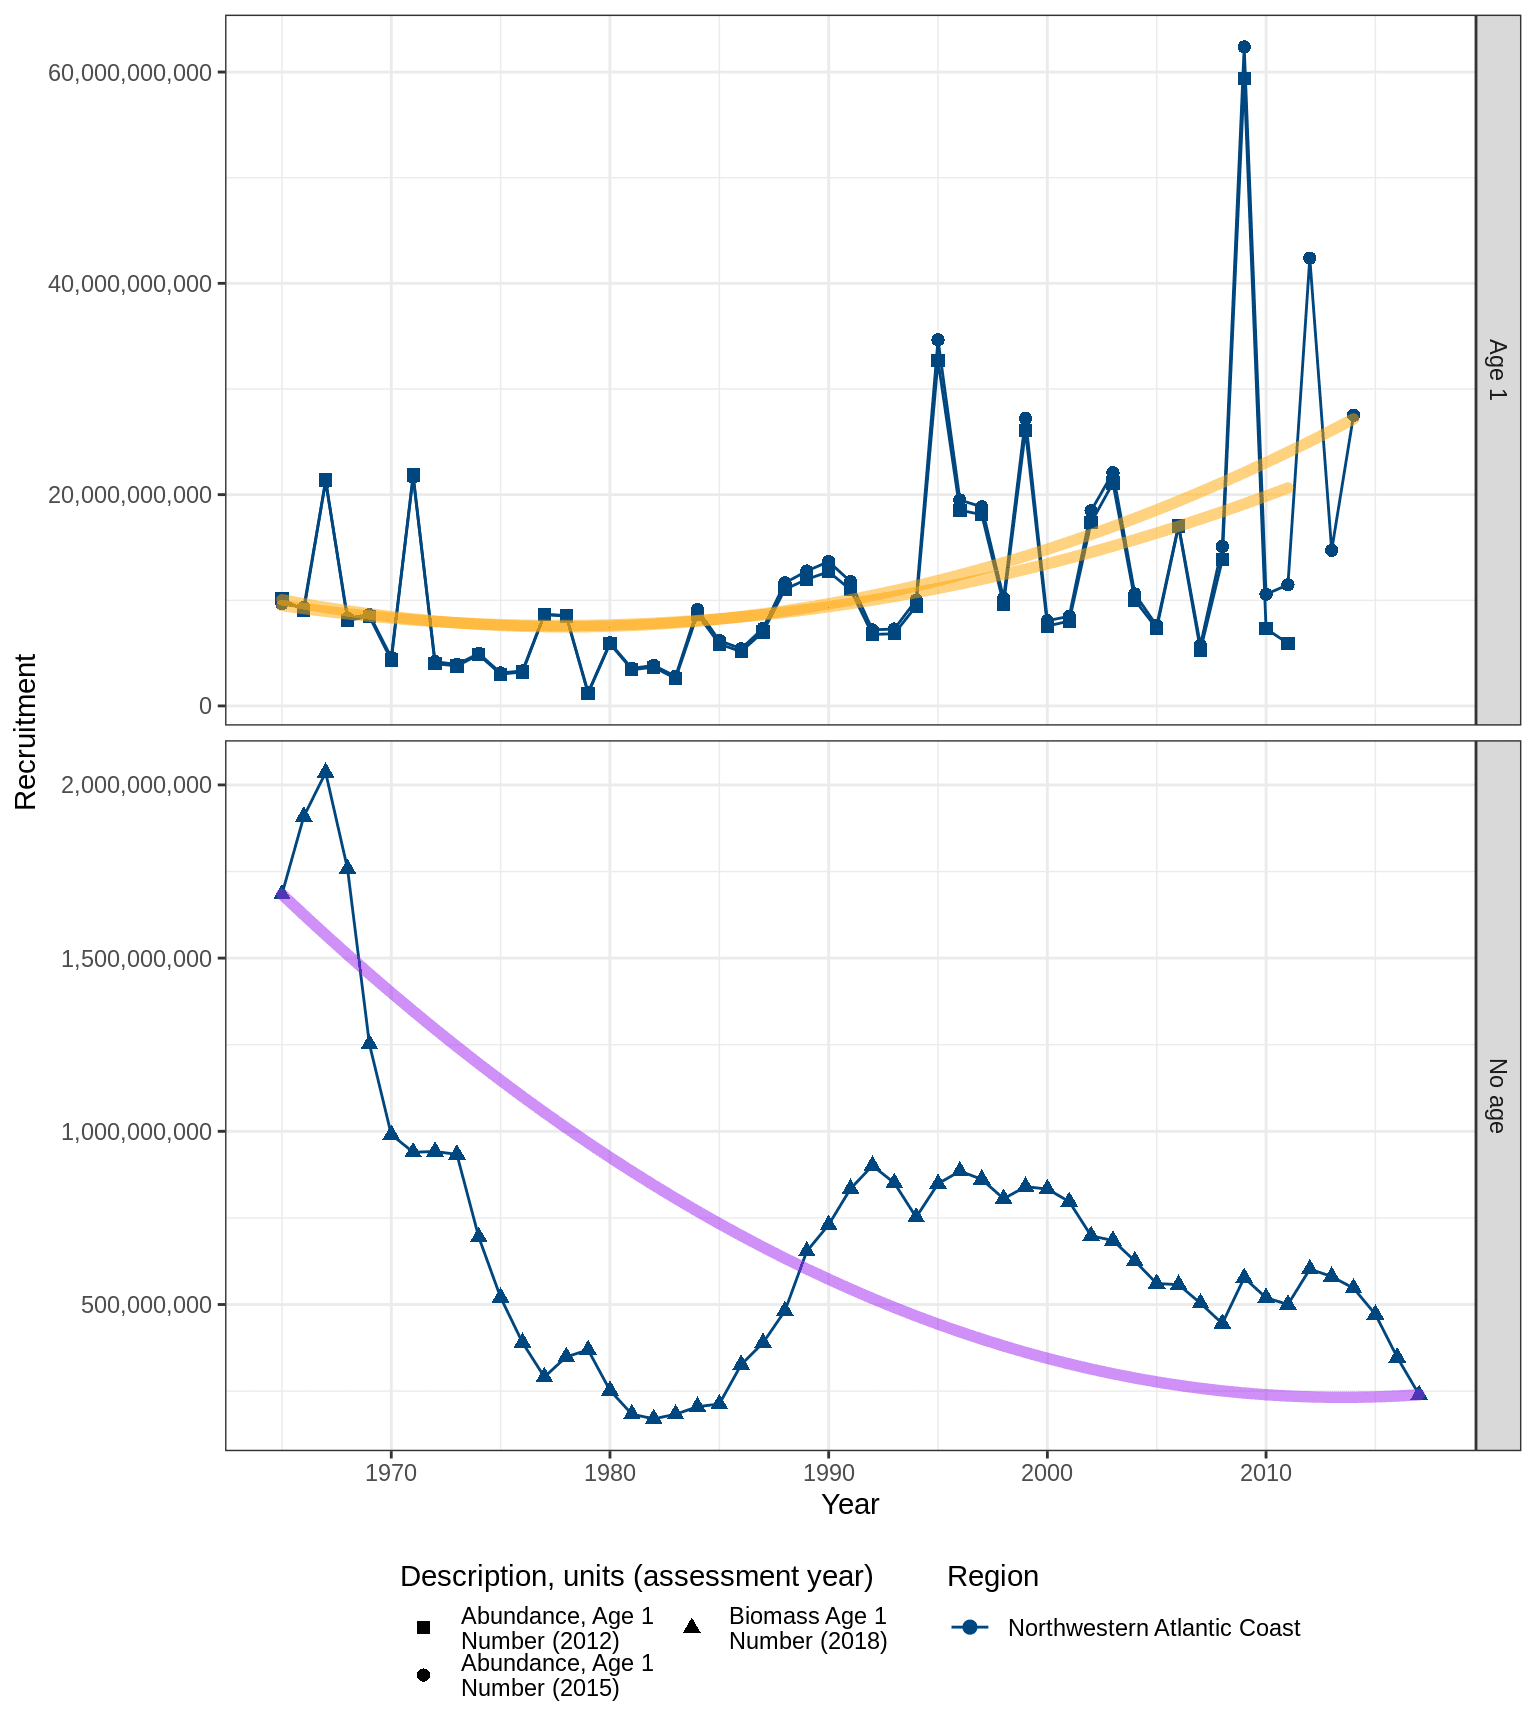 60,000,000,000
40,000,000,000
20,000,000,000
0
Age 1
Recruitment
2,000,000,000
1,500,000,000
1,000,000,000
500,000,000
No age
1970 1980 1990 2000 2010
Year
Description, units (assessment year)
Abundance, Age 1
Number (2012)
Abundance, Age 1
Number (2015)
Biomass Age 1
Number (2018)
Region
Northwestern Atlantic Coast